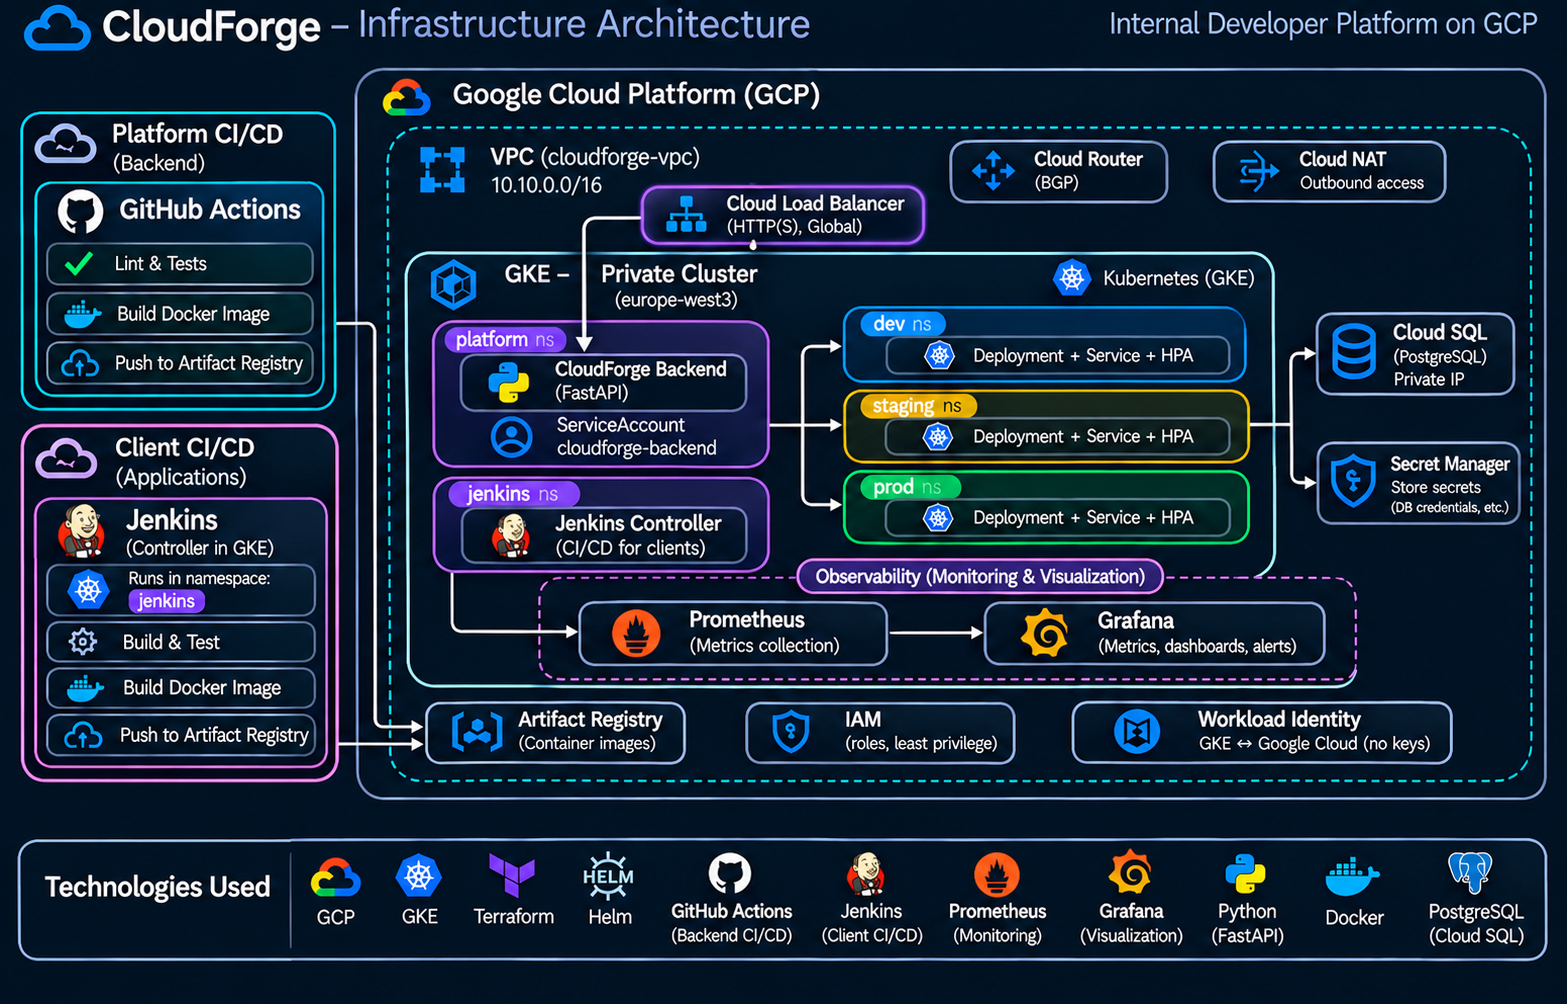 CloudForge – Infrastructure Architecture
Internal Developer Platform on GCP
Platform CI/CD
(Backend)
GitHub Actions
Lint & Tests
Build Docker Image
Push to Artifact Registry
Client CI/CD
(Applications)
Jenkins
(Controller in GKE)
Runs in namespace:
jenkins
Build & Test
Build Docker Image
Push to Artifact Registry
Google Cloud Platform (GCP)
VPC (cloudforge-vpc)
10.10.0.0/16
Cloud Load Balancer
(HTTP(S), Global)
Cloud Router
(BGP)
Cloud NAT
Outbound access
GKE – Private Cluster
(europe-west3)
Kubernetes (GKE)
platform ns
CloudForge Backend
(FastAPI)
ServiceAccount
cloudforge-backend
jenkins ns
Jenkins Controller
(CI/CD for clients)
dev ns
Deployment + Service + HPA
staging ns
Deployment + Service + HPA
prod ns
Deployment + Service + HPA
Cloud SQL
(PostgreSQL)
Private IP
Secret Manager
Store secrets
(DB credentials, etc.)
Observability (Monitoring & Visualization)
Prometheus
(Metrics collection)
Grafana
(Metrics, dashboards, alerts)
Artifact Registry
(Container images)
IAM
(roles, least privilege)
Workload Identity
GKE ↔ Google Cloud (no keys)
Technologies Used
GCP
GKE
Terraform
HELM
Helm
GitHub Actions
(Backend CI/CD)
Jenkins
(Client CI/CD)
Prometheus
(Monitoring)
Grafana
(Visualization)
Python
(FastAPI)
Docker
PostgreSQL
(Cloud SQL)